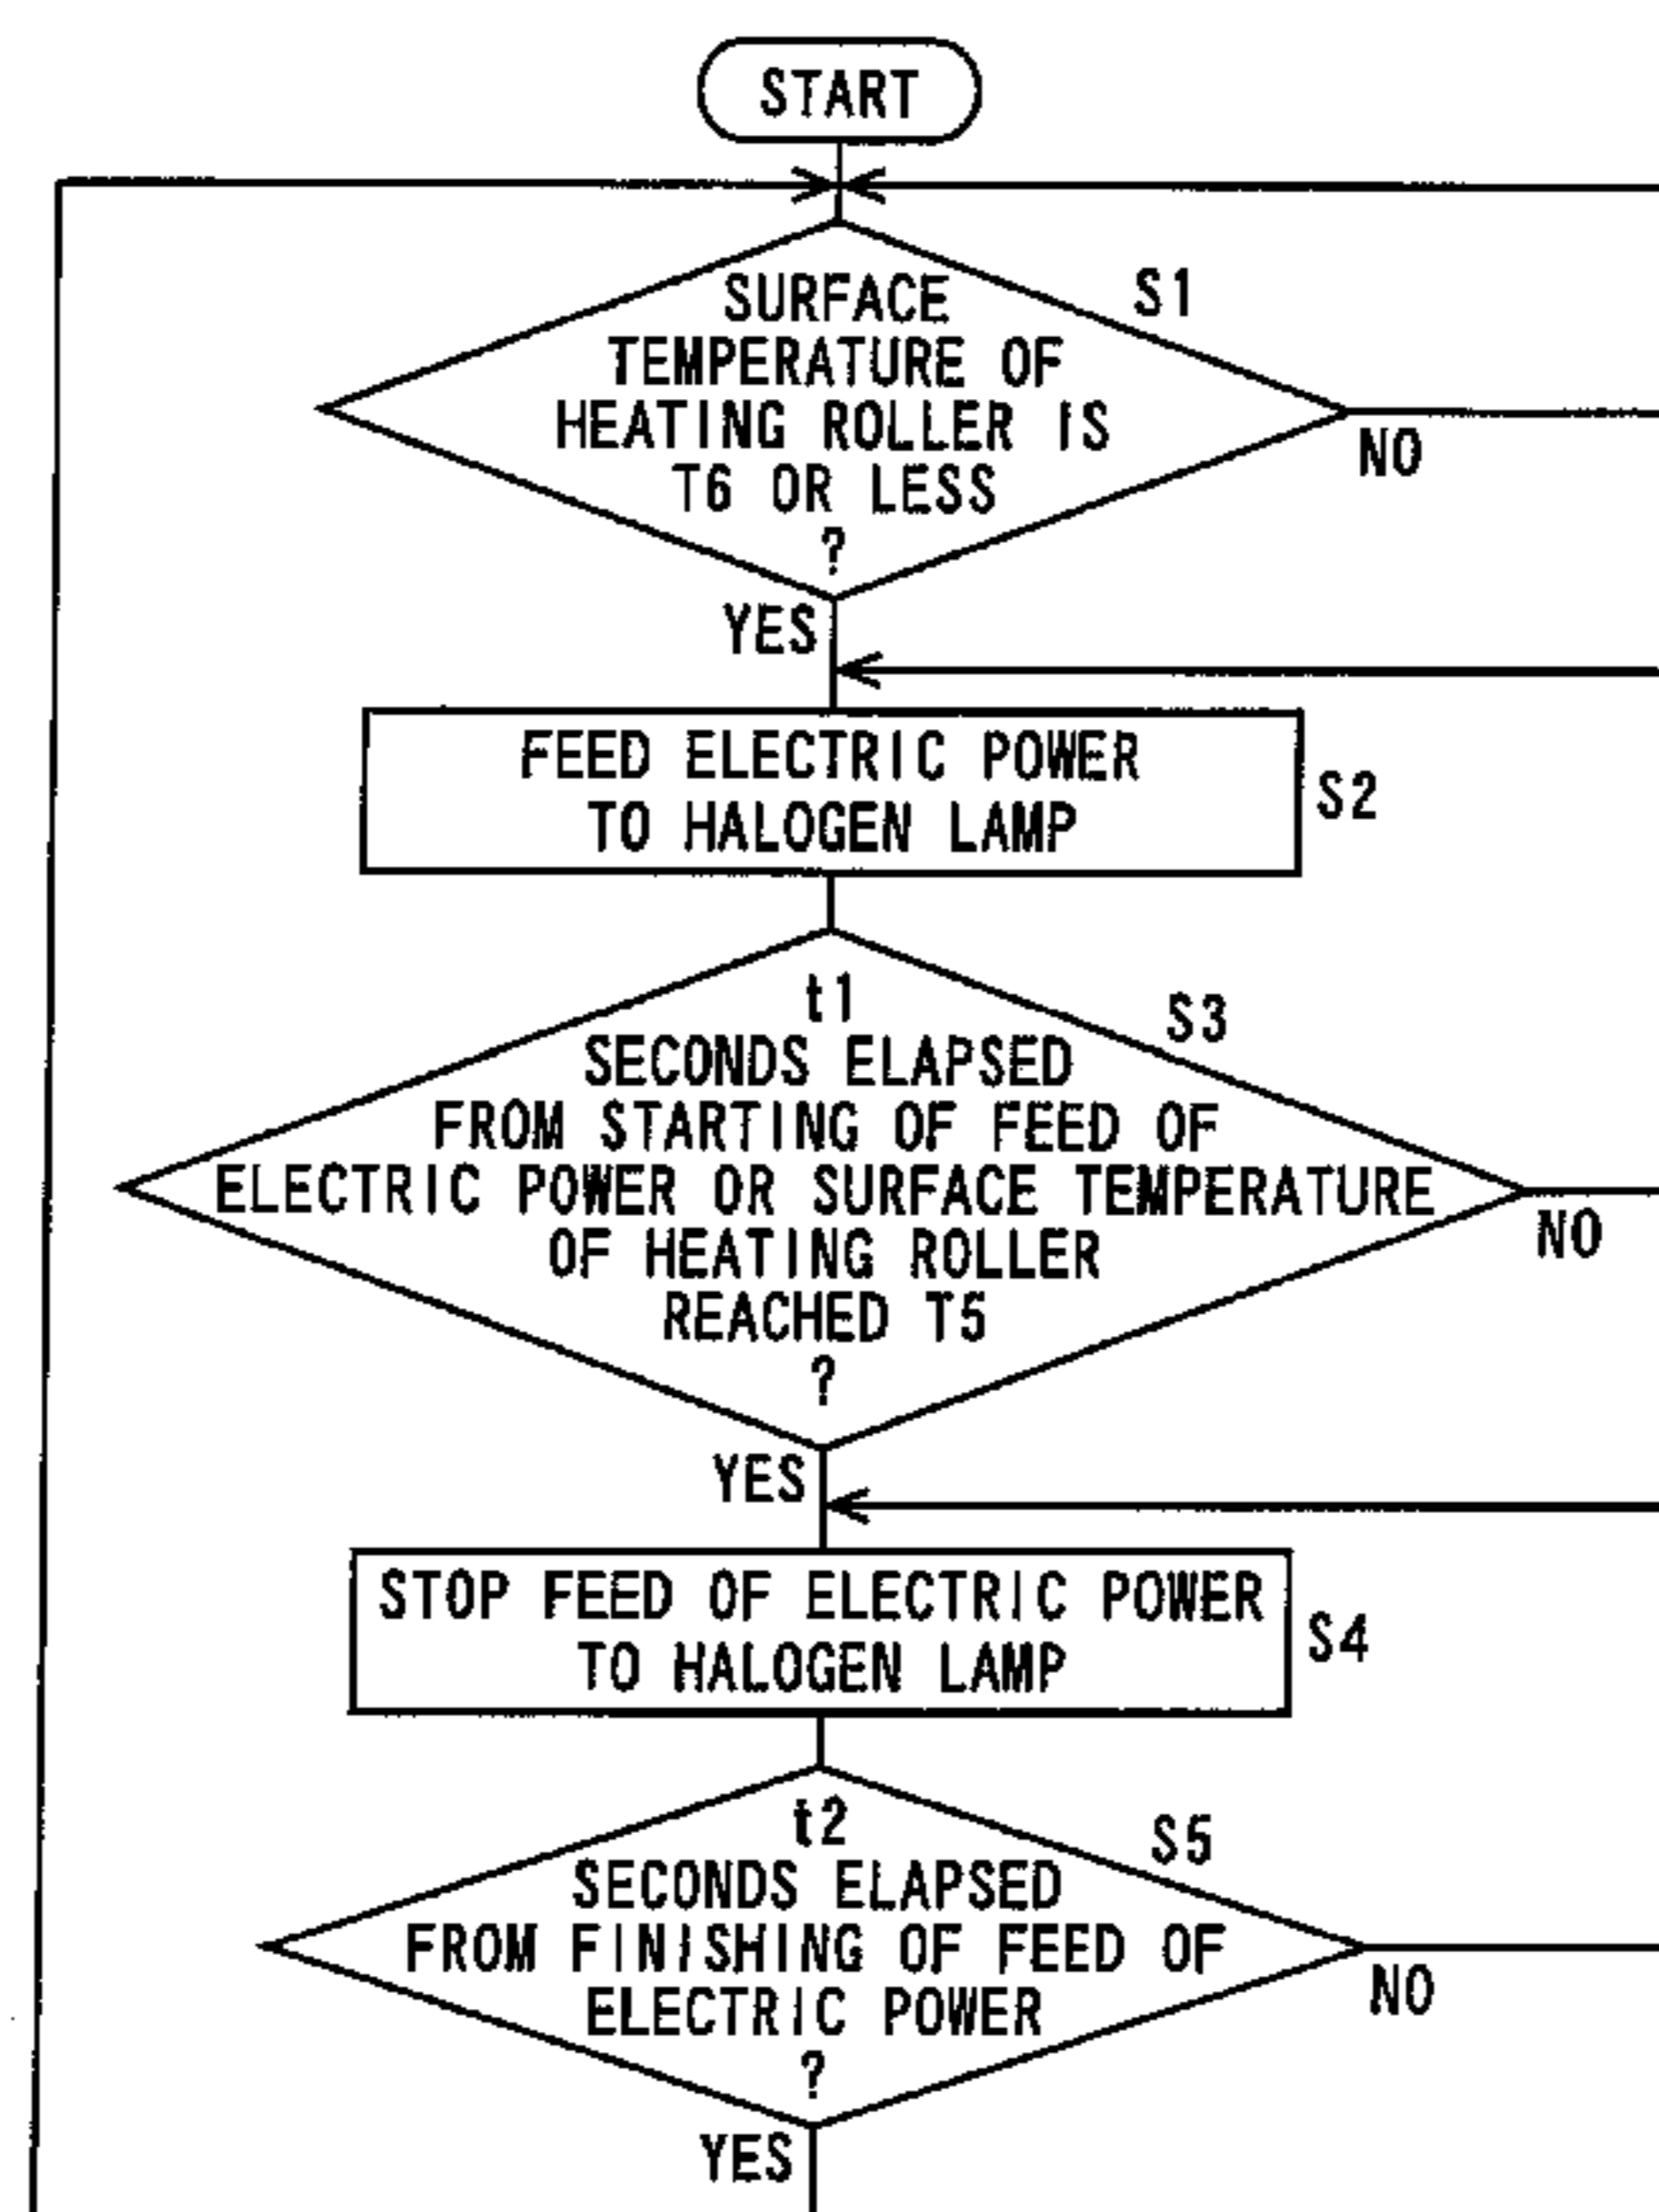 START
SURFACE
S1
TEMPERATURE OF
HEATING ROLLER IS
T6 OR LESS
NO
?
YES
FEED ELECTRIC POWER
S2
TO HALOGEN LAMP
t1
S3
SECONDS ELAPSED
FROM STARTING OF FEED OF
ELECTRIC POWER OR SURFACE TEMPERATURE
NO
OF HEATING ROLLER
REACHED T5
?
YES
STOP FEED OF ELECTRIC POWER
S4
TO HALOGEN LAMP
t2
S5
SECONDS ELAPSED
FROM FINISHING OF FEED OF
NO
ELECTRIC POWER
?
YES